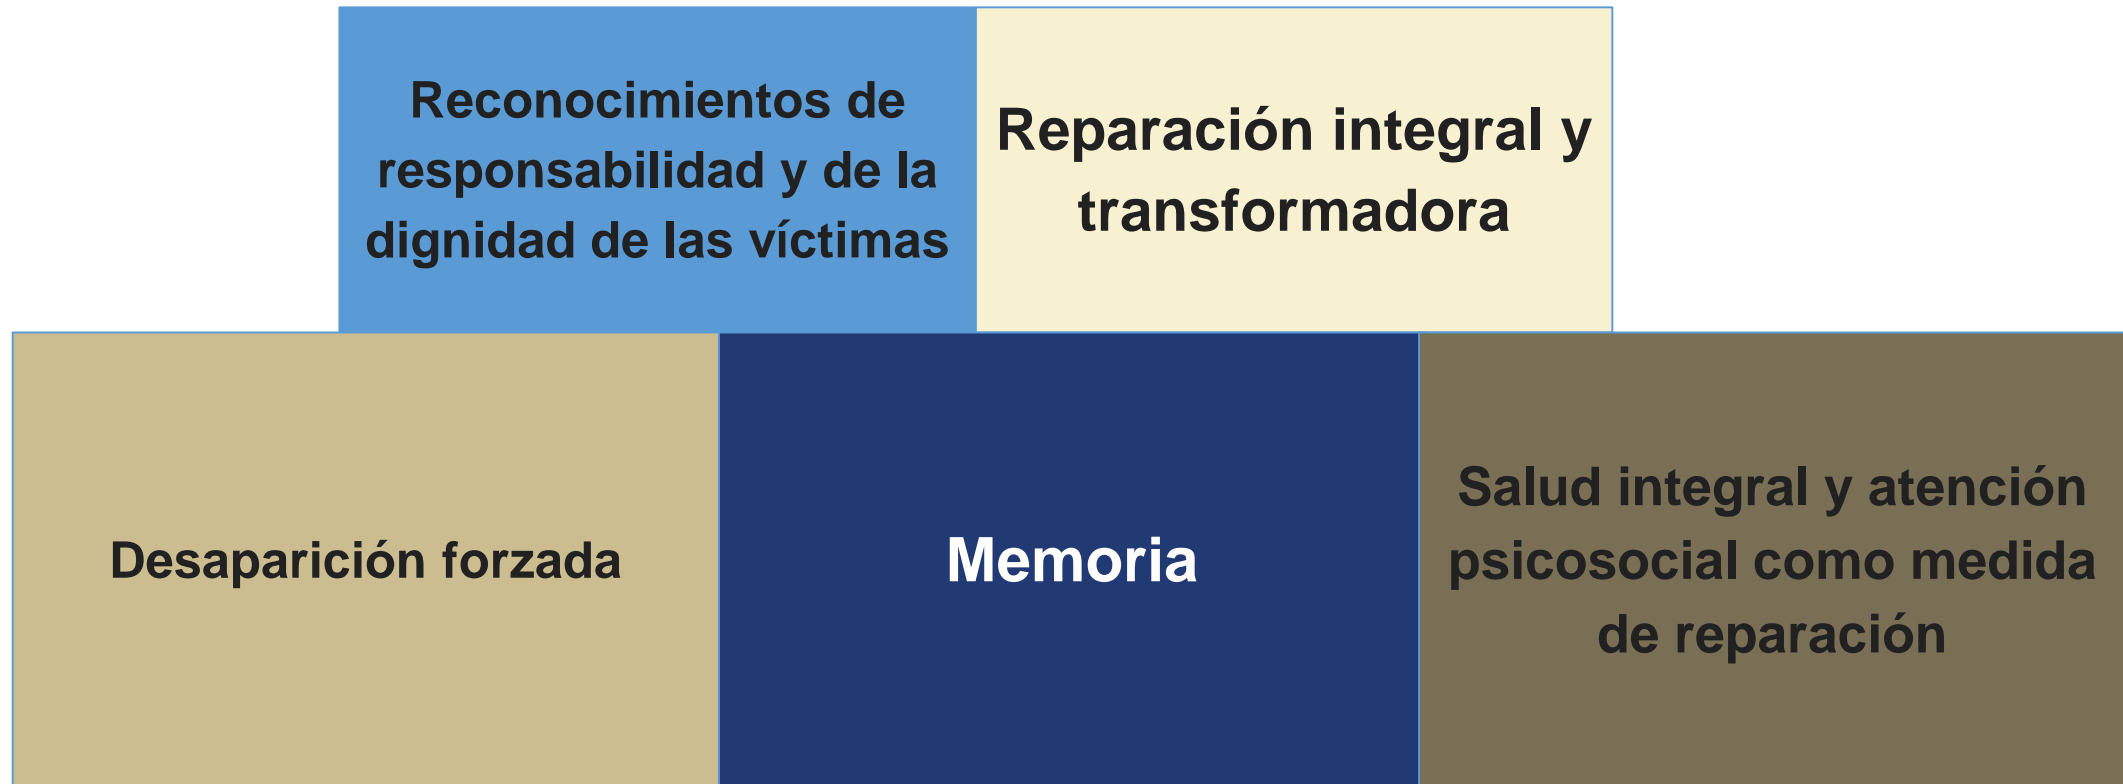 Reconocimientos de
responsabilidad y de la
dignidad de las víctimas
Reparación integral y
transformadora
Desaparición forzada
Memoria
Salud integral y atención
psicosocial como medida
de reparación